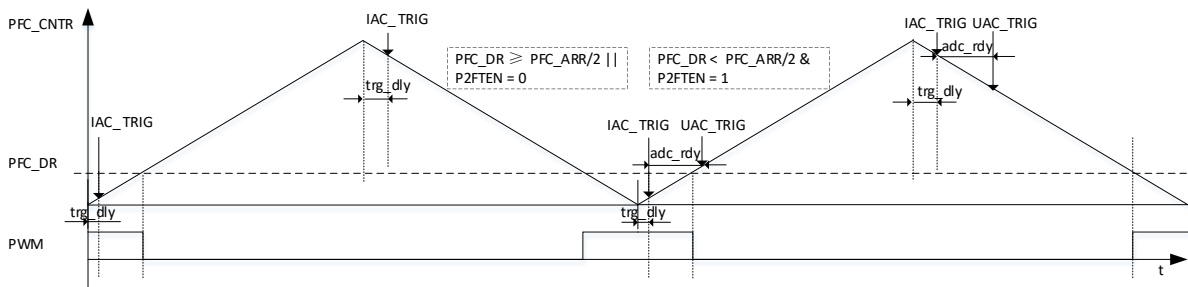 PFC_CNTR
IAC_TRIG
IAC_TRIG
UAC_TRIG
adc_rdy
PFC_DR ≥ PFC_ARR/2 ||
P2FTEN = 0
PFC_DR < PFC_ARR/2 &
P2FTEN = 1
trg_dly
trg_dly
IAC_TRIG
IAC_TRIG
UAC_TRIG
adc_rdy
PFC_DR
trg_dly
trg_dly
PWM
t